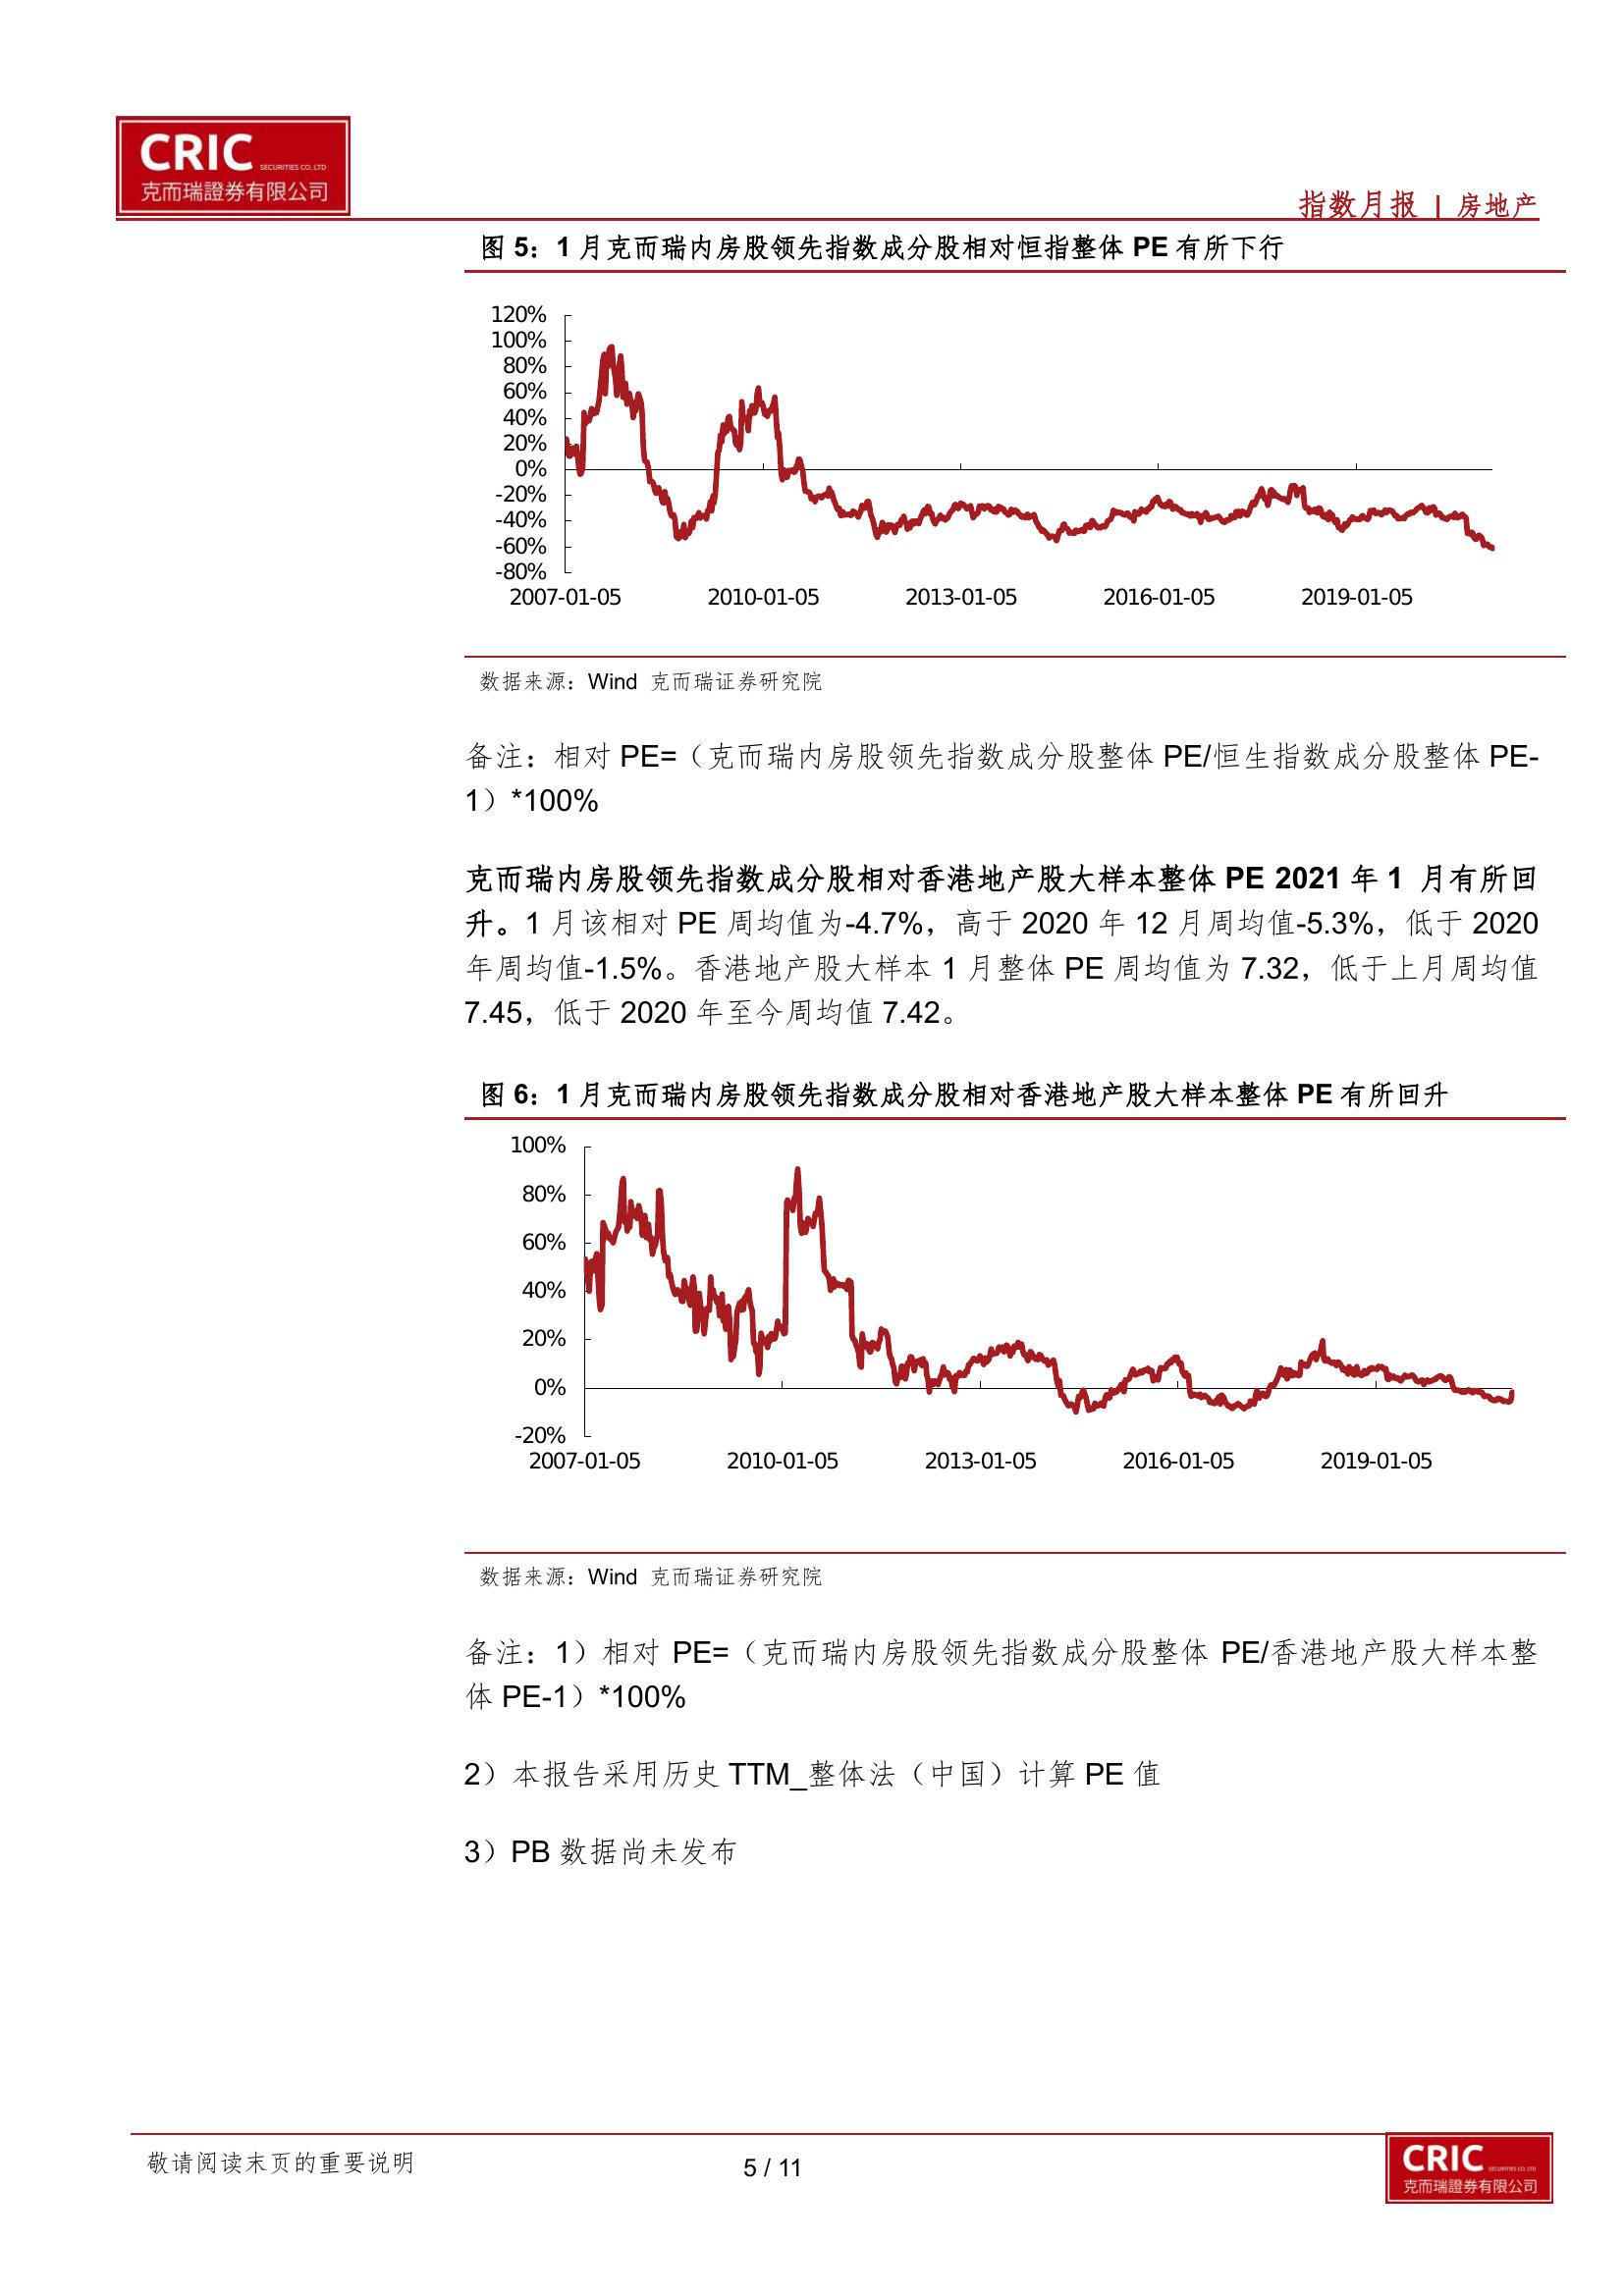 CRIC
SECURITIES CO. LTD
克而瑞證券有限公司
指数月报 | 房地产
图 5：1 月克而瑞内房股领先指数成分股相对恒指整体 PE 有所下行
120%
100%
80%
60%
40%
20%
0%
-20%
-40%
-60%
-80%
2007-01-05 2010-01-05 2013-01-05 2016-01-05 2019-01-05
数据来源：Wind 克而瑞证券研究院
备注：相对 PE=（克而瑞内房股领先指数成分股整体 PE/恒生指数成分股整体 PE-
1）*100%
克而瑞内房股领先指数成分股相对香港地产股大样本整体 PE 2021 年 1 月有所回
升。1 月该相对 PE 周均值为-4.7%，高于 2020 年 12 月周均值-5.3%，低于 2020
年周均值-1.5%。香港地产股大样本 1 月整体 PE 周均值为 7.32，低于上月周均值
7.45，低于 2020 年至今周均值 7.42。
图 6：1 月克而瑞内房股领先指数成分股相对香港地产股大样本整体 PE 有所回升
100%
80%
60%
40%
20%
0%
-20%
2007-01-05 2010-01-05 2013-01-05 2016-01-05 2019-01-05
数据来源：Wind 克而瑞证券研究院
备注：1）相对 PE=（克而瑞内房股领先指数成分股整体 PE/香港地产股大样本整
体 PE-1）*100%
2）本报告采用历史 TTM_整体法（中国）计算 PE 值
3）PB 数据尚未发布
敬请阅读末页的重要说明
5 / 11
CRIC
SECURITIES CO. LTD
克而瑞證券有限公司